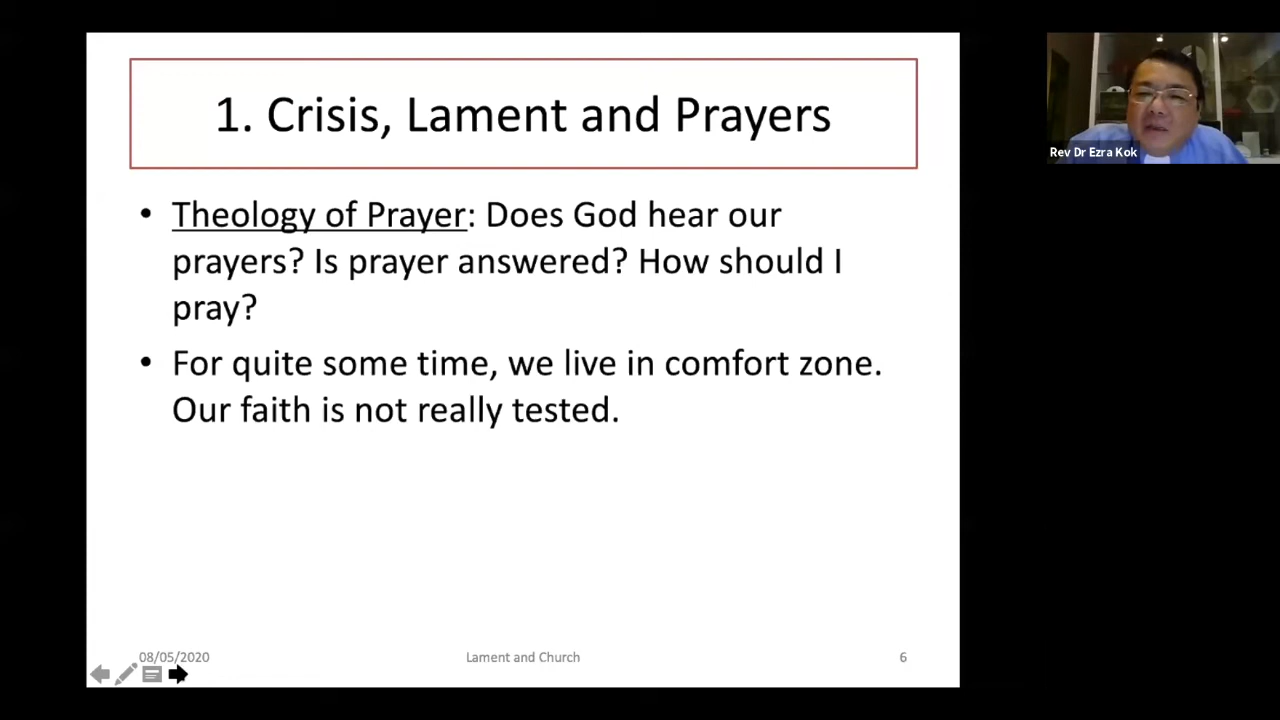 1. Crisis, Lament and Prayers
Rev Dr Ezra Kok
• Theology of Prayer: Does God hear our
prayers? Is prayer answered? How should I
pray?
• For quite some time, we live in comfort zone.
Our faith is not really tested.
08/05/2020
Lament and Church
6